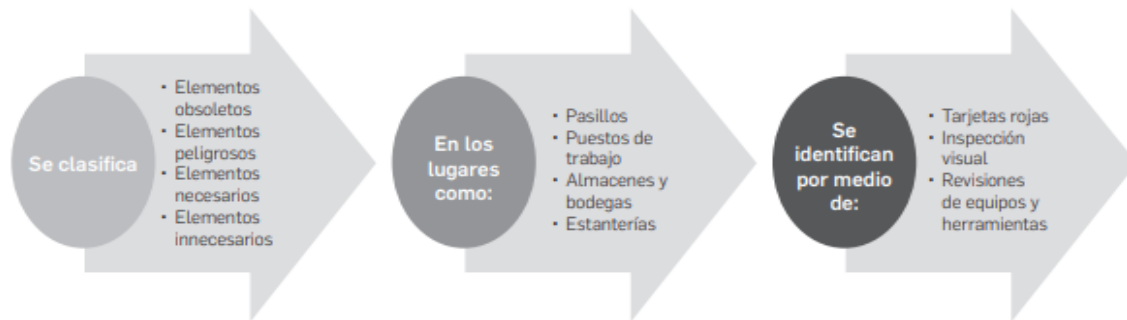 Se clasifica
• Elementos
obsoletos
• Elementos
peligrosos
• Elementos
necesarios
• Elementos
innecesarios
En los
lugares
como:
• Pasillos
• Puestos de
trabajo
• Almacenes y
bodegas
• Estanterías
Se
identifican
por medio
de:
• Tarjetas rojas
• Inspección
visual
• Revisiones
de equipos y
herramientas